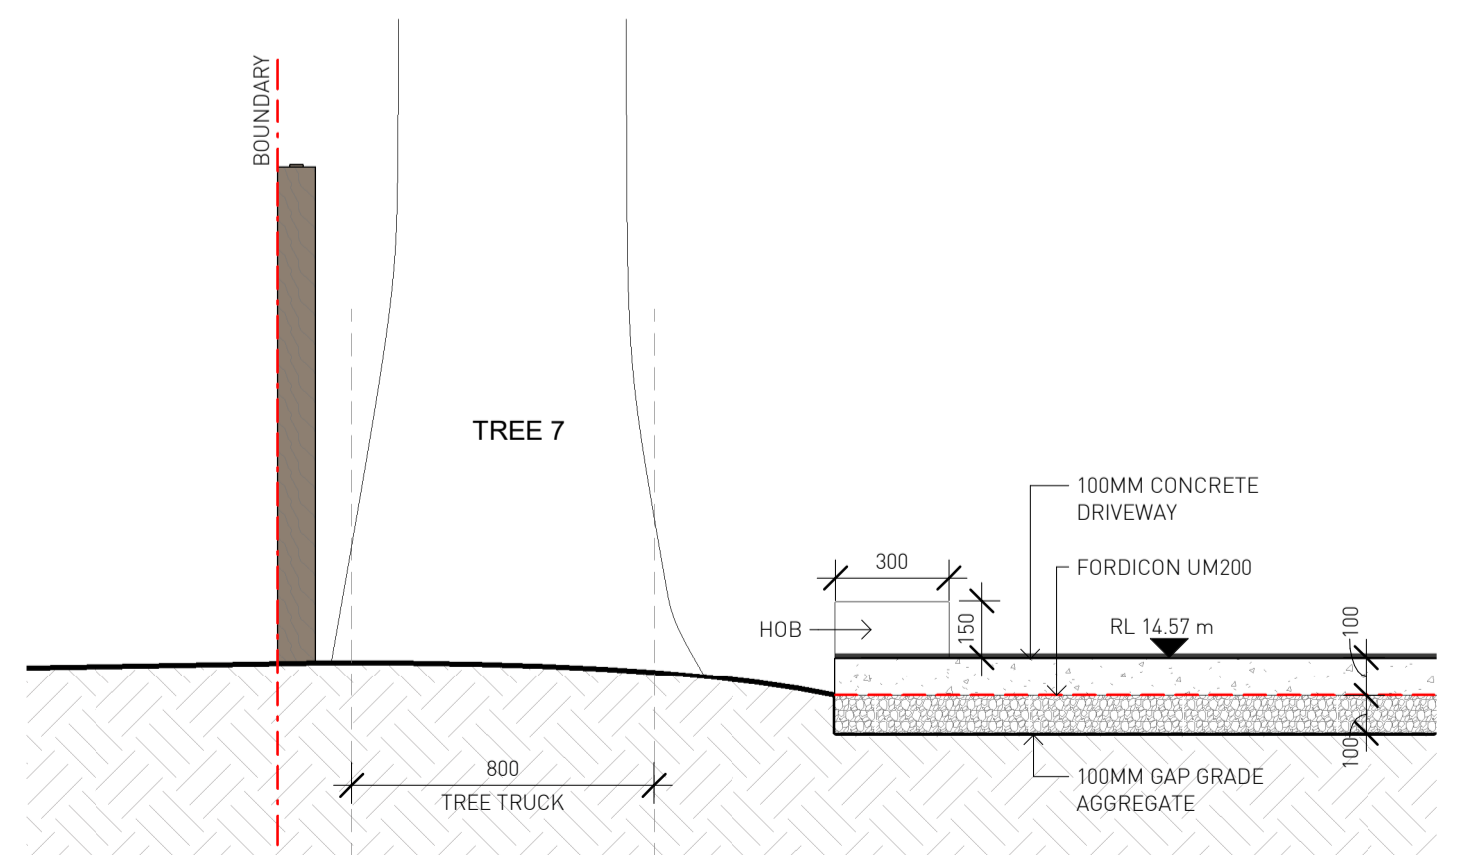 BOUNDARY
TREE 7
100MM CONCRETE
DRIVEWAY
300
FORDICON UM200
HOB
150
RL 14.57 m
100
100
800
TREE TRUCK
100MM GAP GRADE
AGGREGATE